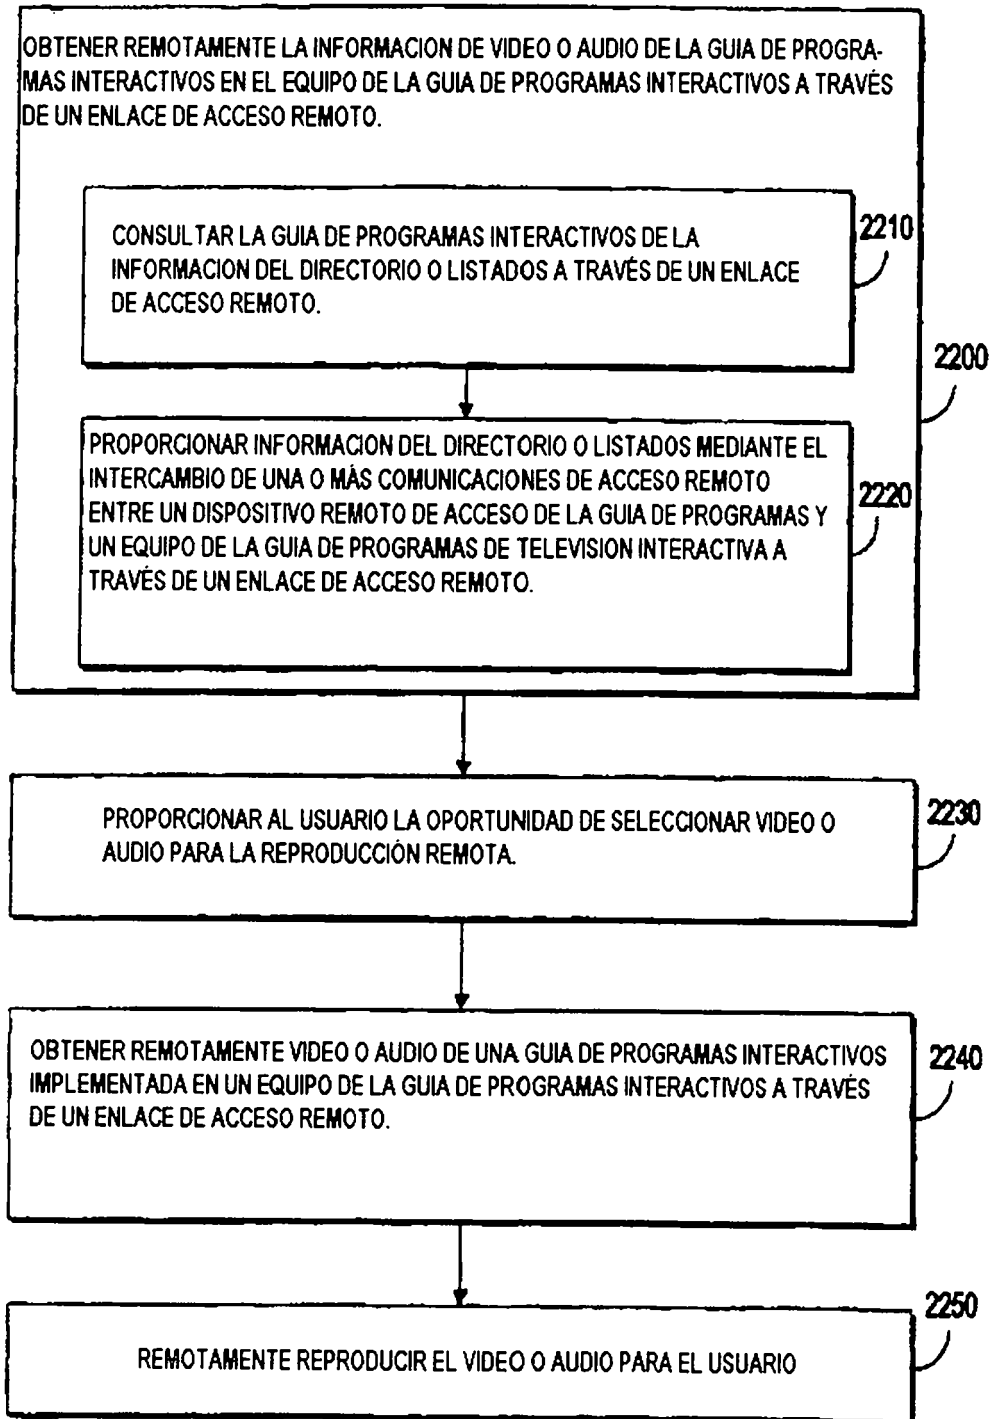 OBTENER REMOTAMENTE LA INFORMACION DE VIDEO O AUDIO DE LA GUIA DE PROGRA-
MAS INTERACTIVOS EN EL EQUIPO DE LA GUIA DE PROGRAMAS INTERACTIVOS A TRAVÉS
DE UN ENLACE DE ACCESO REMOTO.
CONSULTAR LA GUIA DE PROGRAMAS INTERACTIVOS DE LA
INFORMACION DEL DIRECTORIO O LISTADOS A TRAVÉS DE UN ENLACE
DE ACCESO REMOTO.
2210
2200
PROPORCIONAR INFORMACION DEL DIRECTORIO O LISTADOS MEDIANTE EL
INTERCAMBIO DE UNA O MÁS COMUNICACIONES DE ACCESO REMOTO
ENTRE UN DISPOSITIVO REMOTO DE ACCESO DE LA GUIA DE PROGRAMAS Y
UN EQUIPO DE LA GUIA DE PROGRAMAS DE TELEVISION INTERACTIVA A
TRAVÉS DE UN ENLACE DE ACCESO REMOTO.
2220
PROPORCIONAR AL USUARIO LA OPORTUNIDAD DE SELECCIONAR VIDEO O
AUDIO PARA LA REPRODUCCIÓN REMOTA.
2230
OBTENER REMOTAMENTE VIDEO O AUDIO DE UNA GUIA DE PROGRAMAS INTERACTIVOS
IMPLEMENTADA EN UN EQUIPO DE LA GUIA DE PROGRAMAS INTERACTIVOS A TRAVÉS
DE UN ENLACE DE ACCESO REMOTO.
2240
REMOTAMENTE REPRODUCIR EL VIDEO O AUDIO PARA EL USUARIO
2250